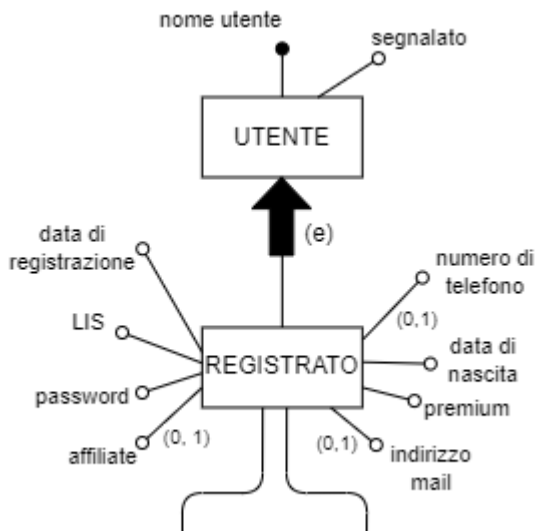 nome utente
segnalato
UTENTE
(e)
data di
registrazione
numero di
telefono
LIS
(0,1)
REGISTRATO
data di
nascita
password
premium
affiliate
(0, 1)
(0,1)
indirizzo
mail